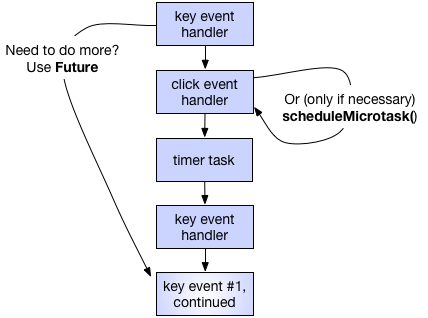 key event
handler
Need to do more?
Use Future
click event
handler
Or (only if necessary)
scheduleMicrotask()
timer task
key event
handler
key event #1,
continued